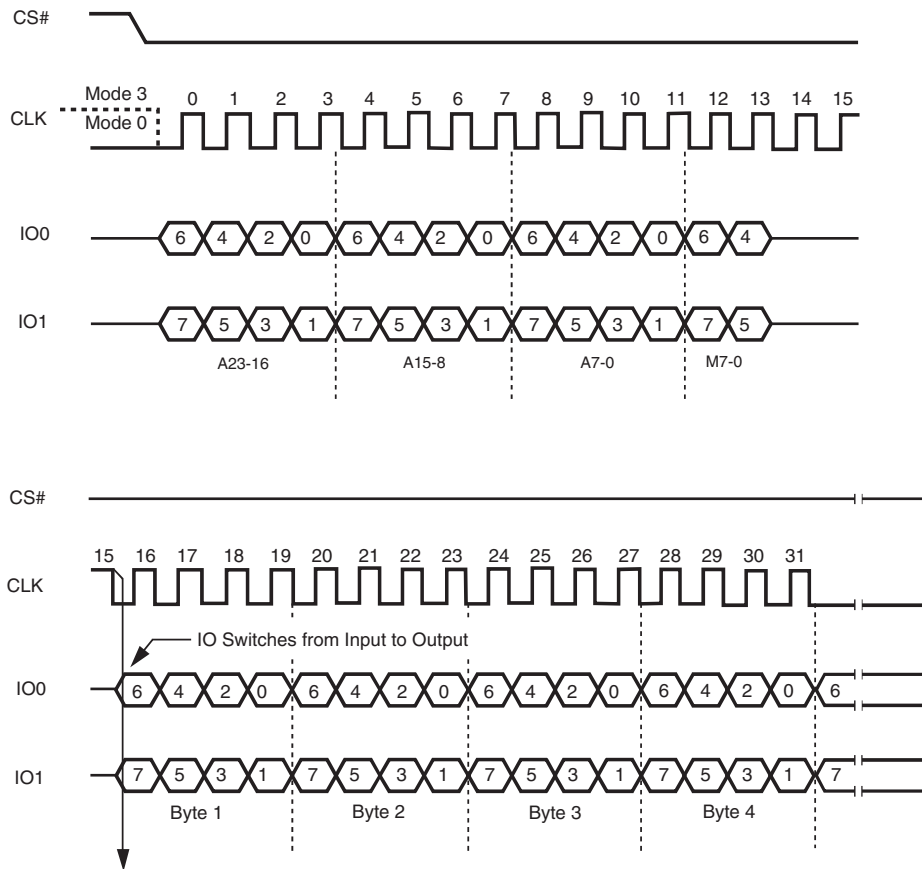 CS#
Mode 3
CLK
Mode 0
0 1 2 3 4 5 6 7 8 9 10 11 12 13 14 15
IO0 6 4 2 0 6 4 2 0 6 4 2 0 6 4
IO1 7 5 3 1 7 5 3 1 7 5 3 1 7 5
A23-16 A15-8 A7-0 M7-0
CS#
15 16 17 18 19 20 21 22 23 24 25 26 27 28 29 30 31
CLK
IO Switches from Input to Output
IO0 6 4 2 0 6 4 2 0 6 4 2 0 6 4 2 0 6
IO1 7 5 3 1 7 5 3 1 7 5 3 1 7 5 3 1 7
Byte 1 Byte 2 Byte 3 Byte 4